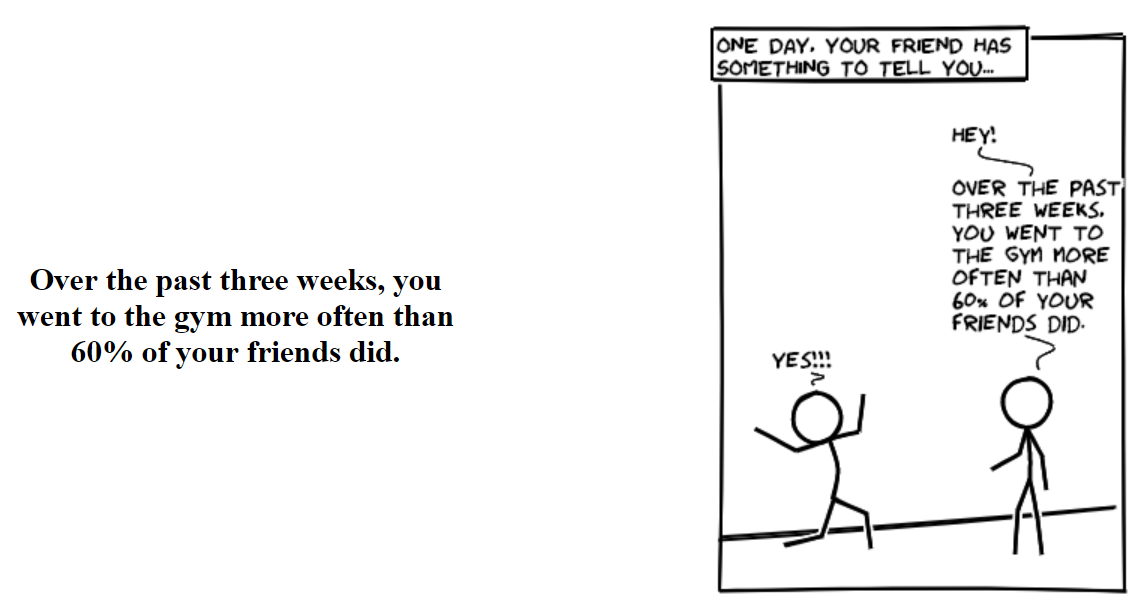 Over the past three weeks, you
went to the gym more often than
60% of your friends did.
ONE DAY, YOUR FRIEND HAS
SOMETHING TO TELL YOU...
HEY!
OVER THE PAST
THREE WEEKS,
YOU WENT TO
THE GYM MORE
OFTEN THAN
60% OF YOUR
FRIENDS DID.
YES!!!